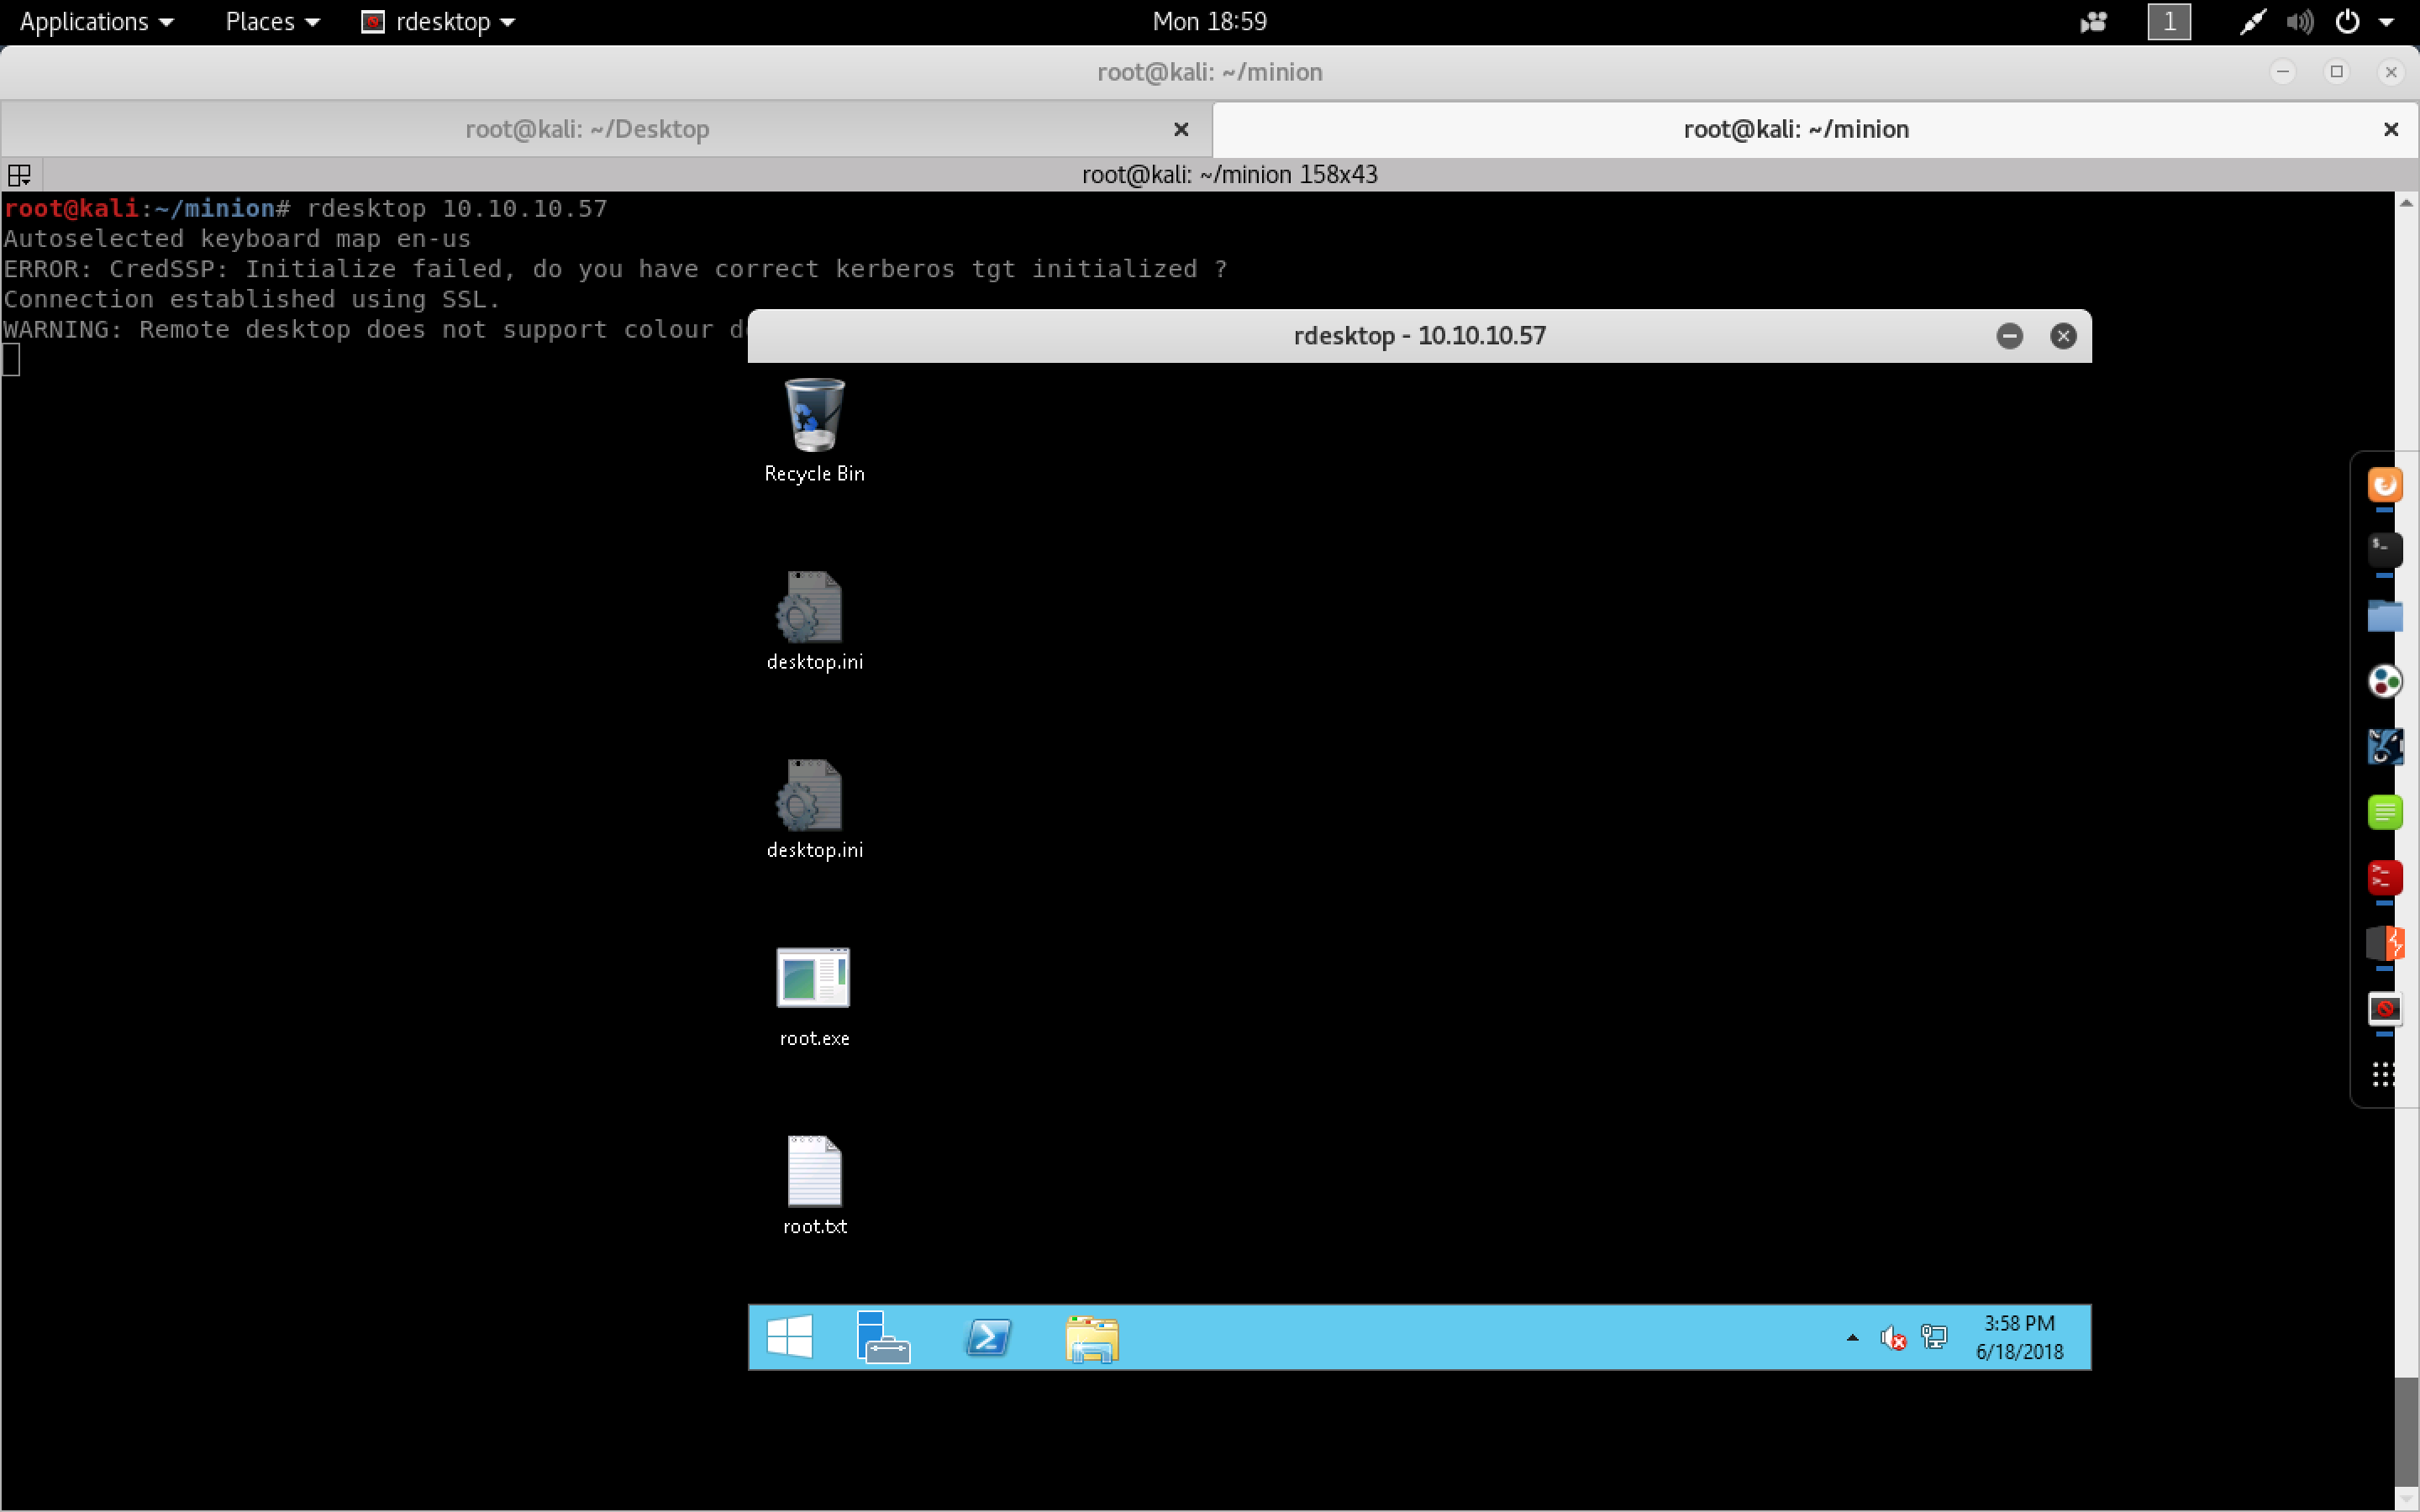 Applications Places rdesktop Mon 18:59 1
root@kali: ~/minion
root@kali: ~/Desktop root@kali: ~/minion
root@kali: ~/minion 158x43
root@kali:~/minion# rdesktop 10.10.10.57
Autoselected keyboard map en-us
ERROR: CredSSP: Initialize failed, do you have correct kerberos tgt initialized ?
Connection established using SSL.
WARNING: Remote desktop does not support colour
rdesktop - 10.10.10.57
Recycle Bin
desktop.ini
desktop.ini
root.exe
root.txt
3:58 PM
6/18/2018